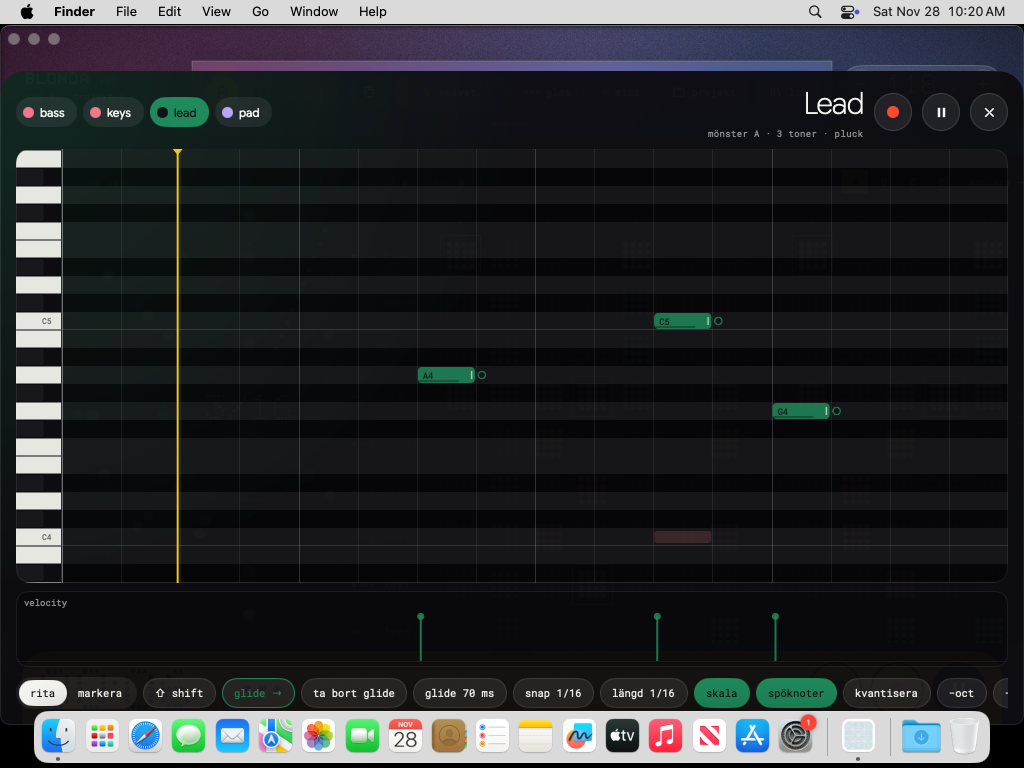 Finder File Edit View Go Window Help Sat Nov 28 10:20 AM
BLONDA
bass keys lead pad
Lead
mönster A · 3 toner · pluck
C5
C5
A4
G4
C4
velocity
rita markera ⇧ shift glide → ta bort glide glide 70 ms snap 1/16 längd 1/16 skala spöknoter kvantisera -oct
NOV
28
tv
1